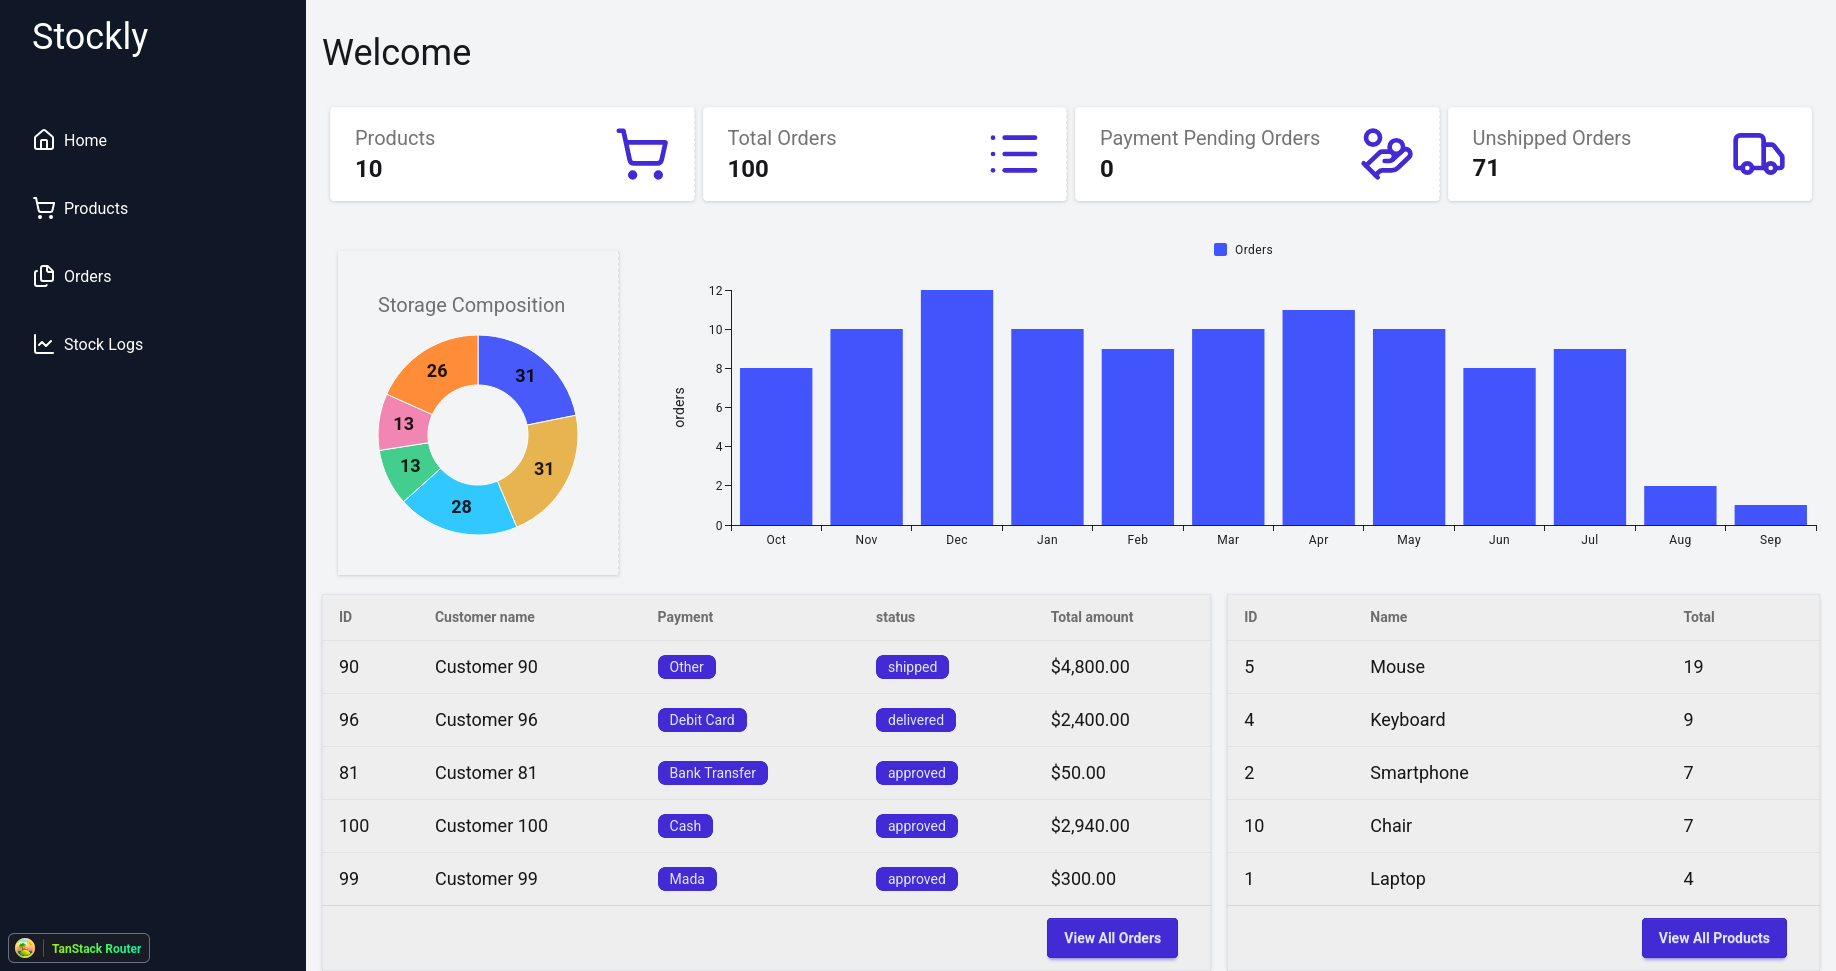 Stockly
Home
Products
Orders
Stock Logs
TanStack Router
Welcome
Products
10
Total Orders
100
Payment Pending Orders
0
Unshipped Orders
71
Storage Composition
26
31
13
13
31
28
Orders
orders
12
10
8
6
4
2
0
Oct Nov Dec Jan Feb Mar Apr May Jun Jul Aug Sep
ID Customer name Payment status Total amount
90 Customer 90 Other shipped $4,800.00
96 Customer 96 Debit Card delivered $2,400.00
81 Customer 81 Bank Transfer approved $50.00
100 Customer 100 Cash approved $2,940.00
99 Customer 99 Mada approved $300.00
View All Orders
ID Name Total
5 Mouse 19
4 Keyboard 9
2 Smartphone 7
10 Chair 7
1 Laptop 4
View All Products